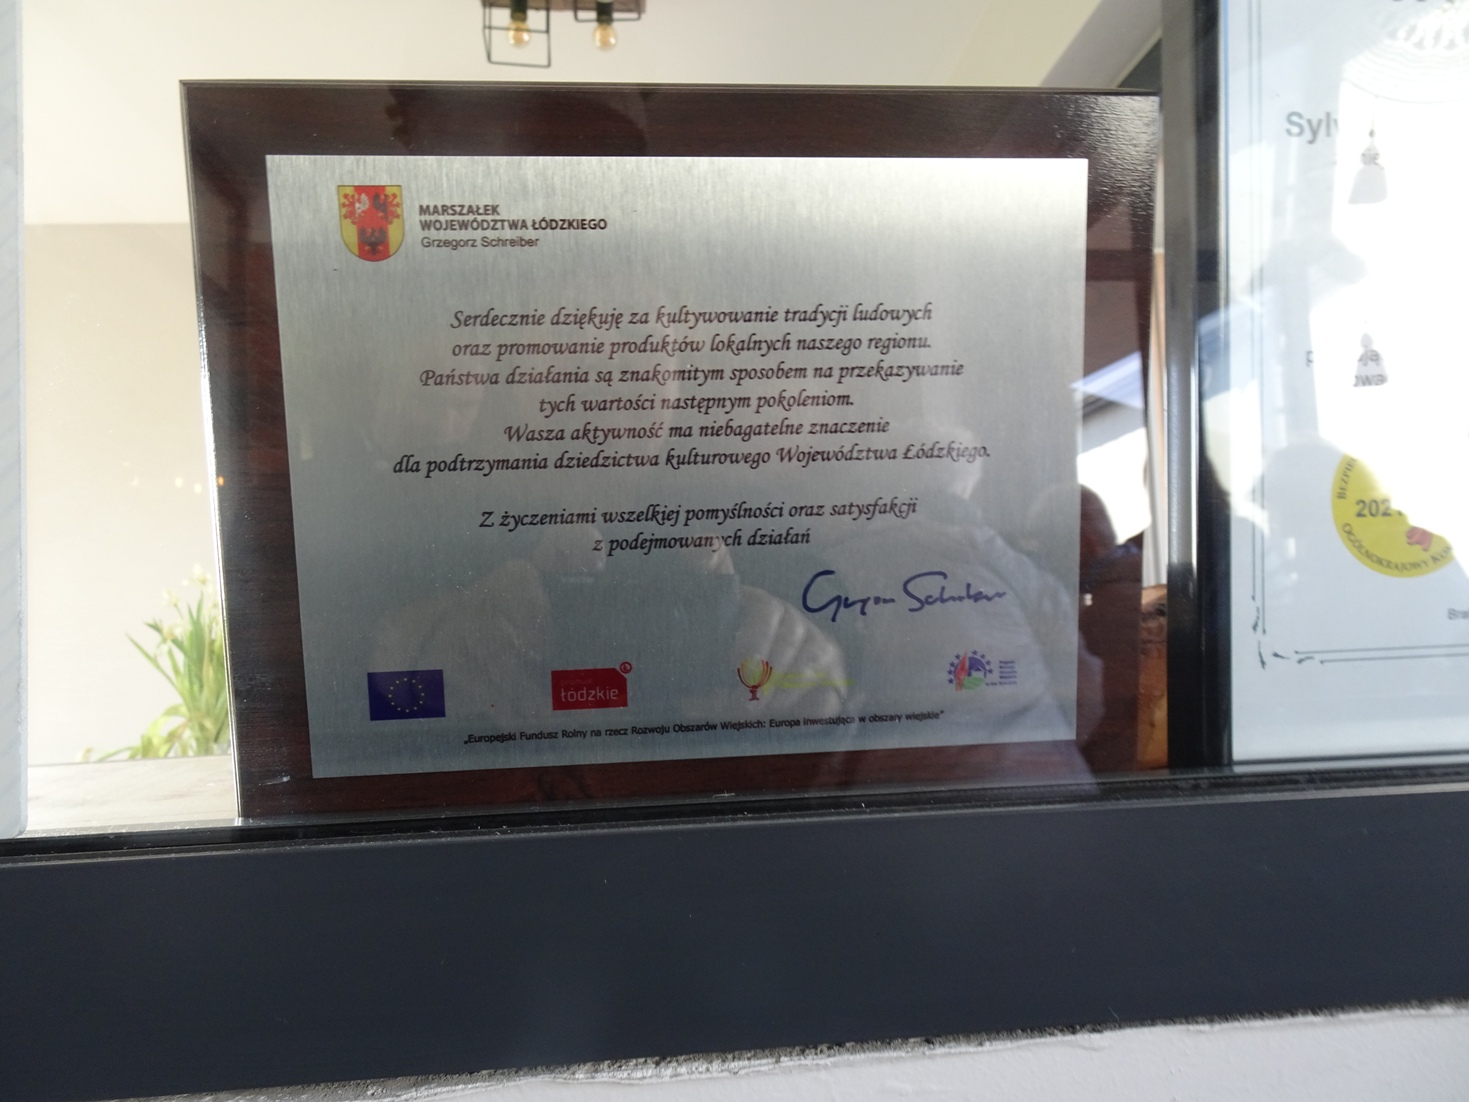 MARSZAŁEK
WOJEWÓDZTWA ŁÓDZKIEGO
Grzegorz Schreiber
Serdecznie dziękuję za kultywowanie tradycji ludowych
oraz promowanie produktów lokalnych naszego regionu.
Państwa działania są znakomitym sposobem na przekazywanie
tych wartości następnym pokoleniom.
Wasza aktywność ma niebagatelne znaczenie
dla podtrzymania dziedzictwa kulturowego Województwa Łódzkiego.
Z życzeniami wszelkiej pomyślności oraz satysfakcji
z podejmowanych działań
łódzkie
„Europejski Fundusz Rolny na rzecz Rozwoju Obszarów Wiejskich: Europa inwestująca w obszary wiejskie”
202
OGÓLNOKRAJOWY